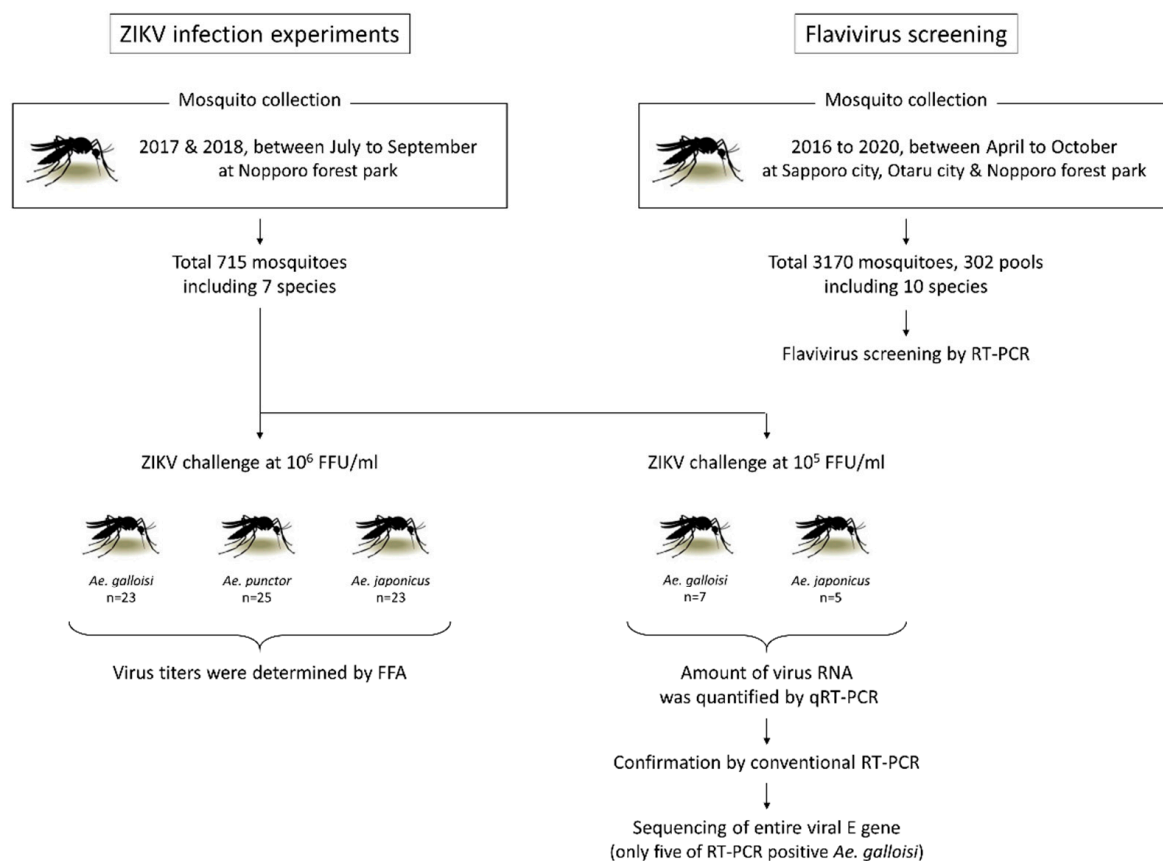 ZIKV infection experiments
Mosquito collection
2017 & 2018, between July to September
at Nopporo forest park
Total 715 mosquitoes
including 7 species
Flavivirus screening
Mosquito collection
2016 to 2020, between April to October
at Sapporo city, Otaru city & Nopporo forest park
Total 3170 mosquitoes, 302 pools
including 10 species
Flavivirus screening by RT-PCR
ZIKV challenge at 10⁶ FFU/ml
Ae. galloisi
n=23
Ae. punctor
n=25
Ae. japonicus
n=23
Virus titers were determined by FFA
ZIKV challenge at 10⁵ FFU/ml
Ae. galloisi
n=7
Ae. japonicus
n=5
Amount of virus RNA
was quantified by qRT-PCR
Confirmation by conventional RT-PCR
Sequencing of entire viral E gene
(only five of RT-PCR positive Ae. galloisi)